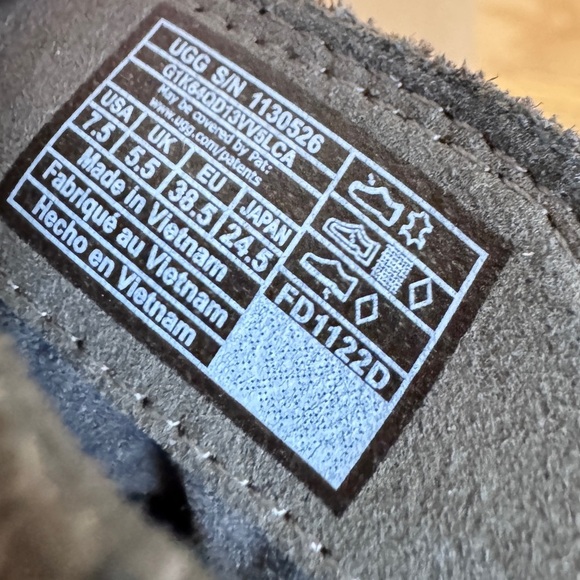 UGG S/N 1130526
May be covered by Pat:
www.ugg.com/patents
USA UK EU JAPAN
7.5 5.5 38.5 24.5
Made in Vietnam
Fabriqué au Vietnam
Hecho en Vietnam
FD1122D